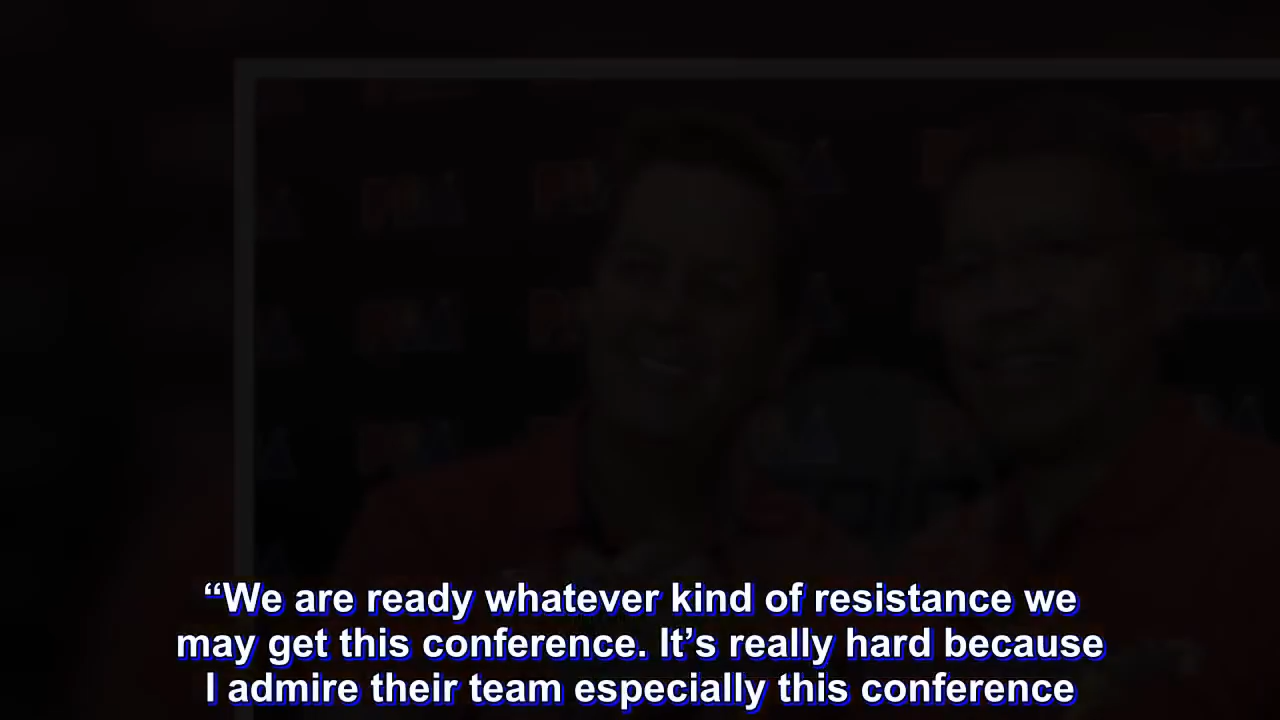 “We are ready whatever kind of resistance we
may get this conference. It’s really hard because
I admire their team especially this conference